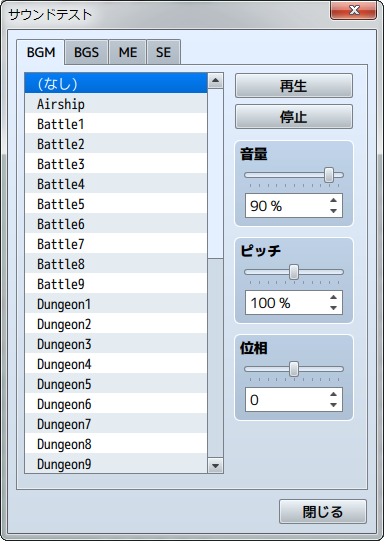 サウンドテスト
BGM BGS ME SE
(なし)
Airship
Battle1
Battle2
Battle3
Battle4
Battle5
Battle6
Battle7
Battle8
Battle9
Dungeon1
Dungeon2
Dungeon3
Dungeon4
Dungeon5
Dungeon6
Dungeon7
Dungeon8
Dungeon9
再生
停止
音量
90 %
ピッチ
100 %
位相
0
閉じる